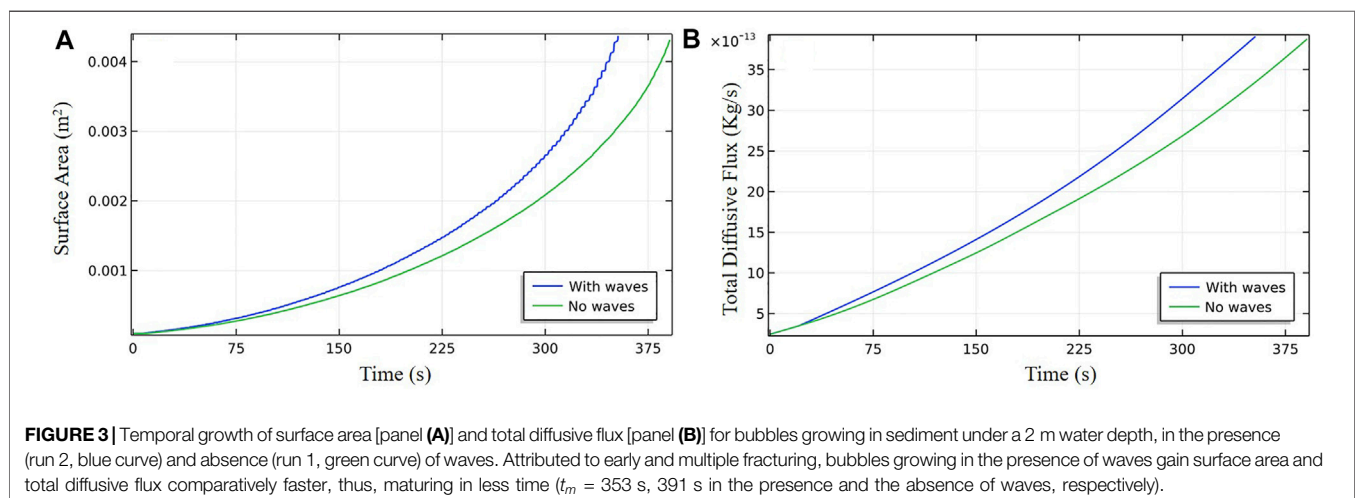 A
Surface Area (m²)
0.004
0.003
0.002
0.001
0
75
150
225
300
375
Time (s)
With waves
No waves
B
×10⁻¹³
Total Diffusive Flux (Kg/s)
35
30
25
20
15
10
5
0
75
150
225
300
375
Time (s)
With waves
No waves
FIGURE 3 | Temporal growth of surface area [panel (A)] and total diffusive flux [panel (B)] for bubbles growing in sediment under a 2 m water depth, in the presence
(run 2, blue curve) and absence (run 1, green curve) of waves. Attributed to early and multiple fracturing, bubbles growing in the presence of waves gain surface area and
total diffusive flux comparatively faster, thus, maturing in less time (tm = 353 s, 391 s in the presence and the absence of waves, respectively).